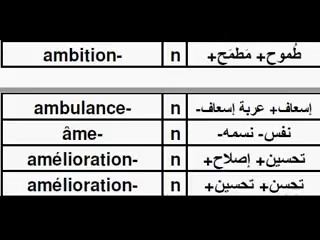 ambition- n طُموح+ مَطمَح+
ambulance- n إسعاف+ عربة إسعاف-
âme- n نفس- نسمه-
amélioration- n تحسين+ إصلاح+
amélioration- n تحسن+ تحسين+